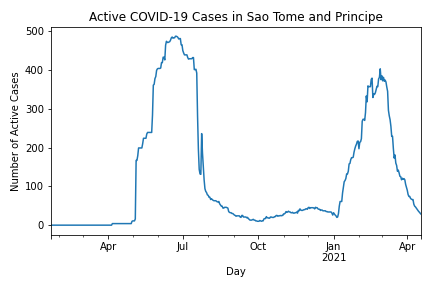 Active COVID-19 Cases in Sao Tome and Principe
Number of Active Cases
500
400
300
200
100
0
Apr
Jul
Oct
Jan
2021
Apr
Day